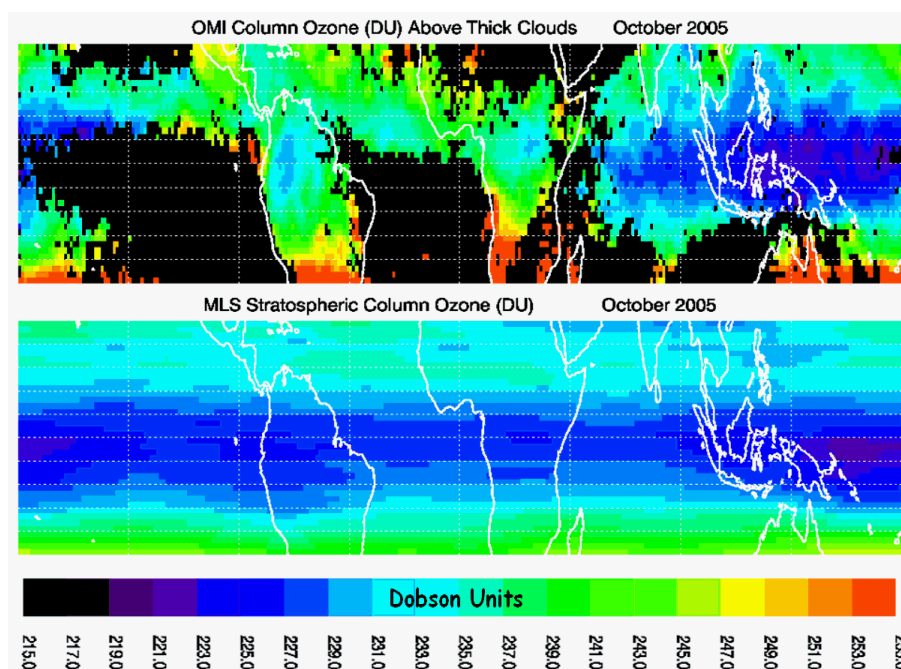 OMI Column Ozone (DU) Above Thick Clouds October 2005
MLS Stratospheric Column Ozone (DU) October 2005
Dobson Units
215.0 217.0 219.0 221.0 223.0 225.0 227.0 229.0 231.0 233.0 235.0 237.0 239.0 241.0 243.0 245.0 247.0 249.0 251.0 253.0